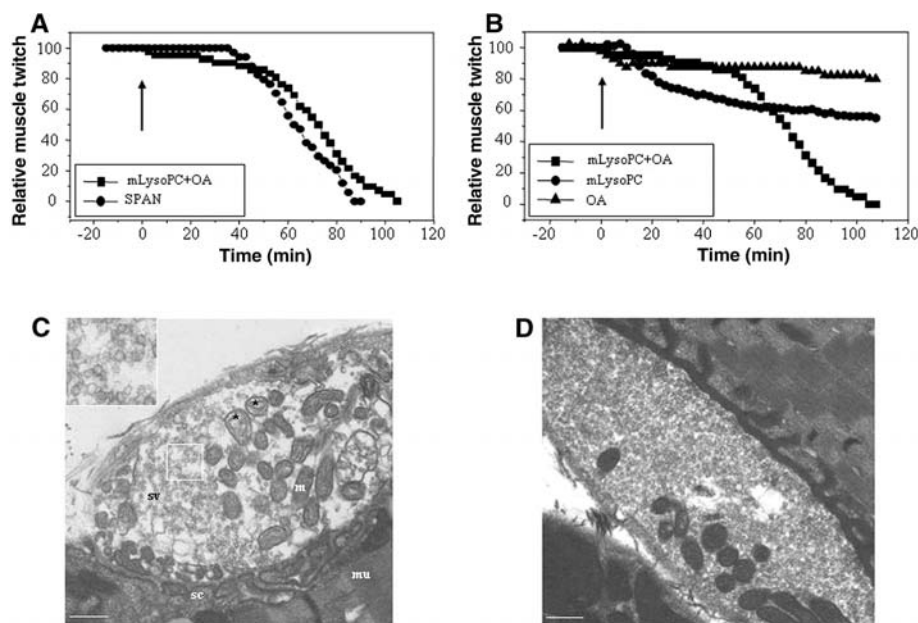 A
Relative muscle twitch
100
80
60
40
20
0
mLysoPC+OA
SPAN
-20 0 20 40 60 80 100 120
Time (min)
B
Relative muscle twitch
100
80
60
40
20
0
mLysoPC+OA
mLysoPC
OA
-20 0 20 40 60 80 100 120
Time (min)
C
* *
sv
m
mu
sc
D